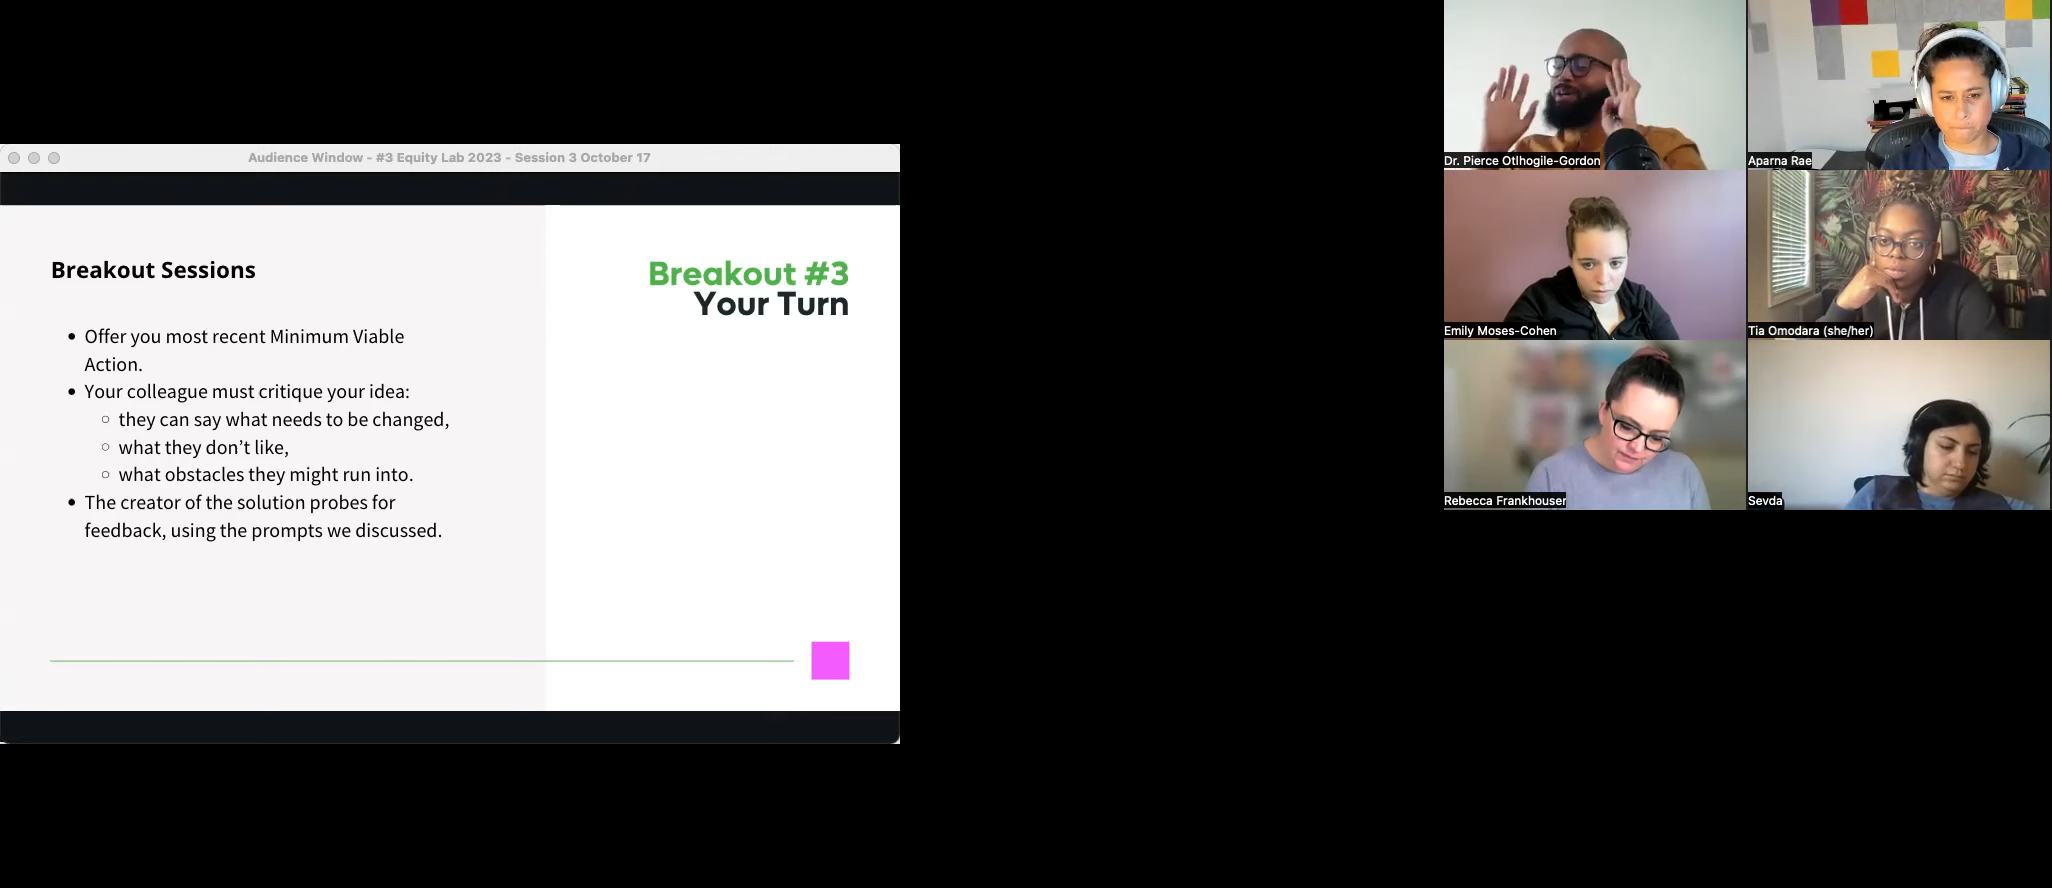 Audience Window - #3 Equity Lab 2023 - Session 3 October 17
Breakout Sessions
• Offer you most recent Minimum Viable
Action.
• Your colleague must critique your idea:
○ they can say what needs to be changed,
○ what they don’t like,
○ what obstacles they might run into.
• The creator of the solution probes for
feedback, using the prompts we discussed.
Breakout #3
Your Turn
Dr. Pierce Otlhogile-Gordon
Aparna Rae
Emily Moses-Cohen
Tia Omodara (she/her)
Rebecca Frankhouser
Sevda